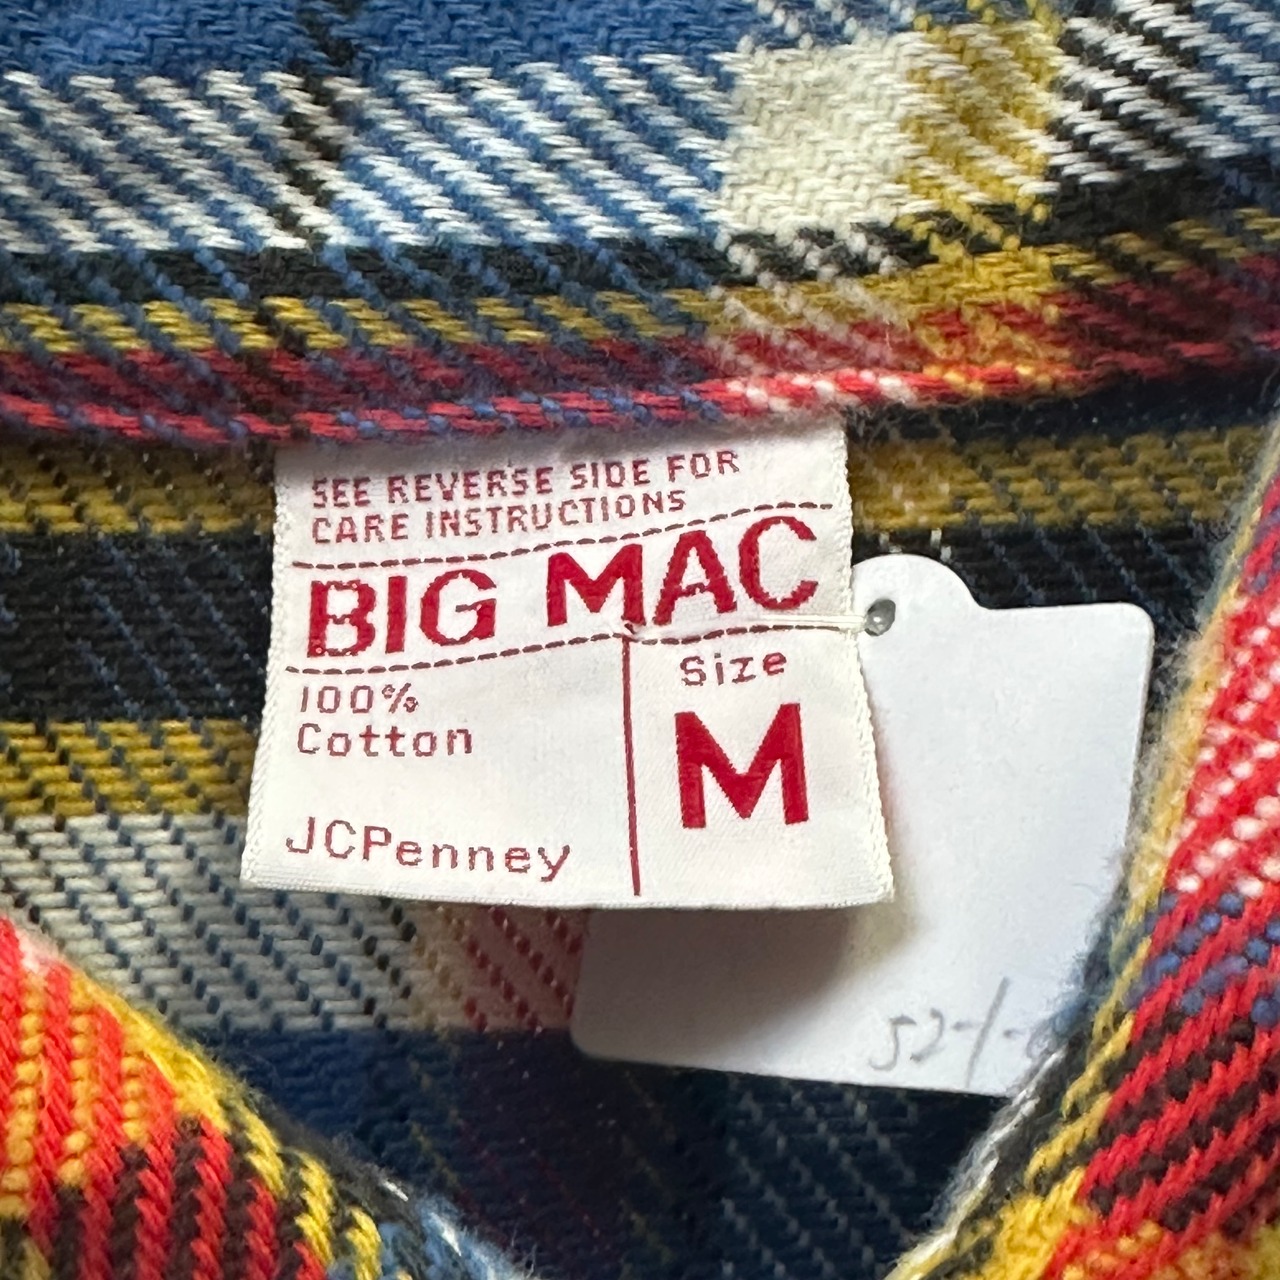 SEE REVERSE SIDE FOR
CARE INSTRUCTIONS
BIG MAC
100%
Cotton
Size
M
JCPenney